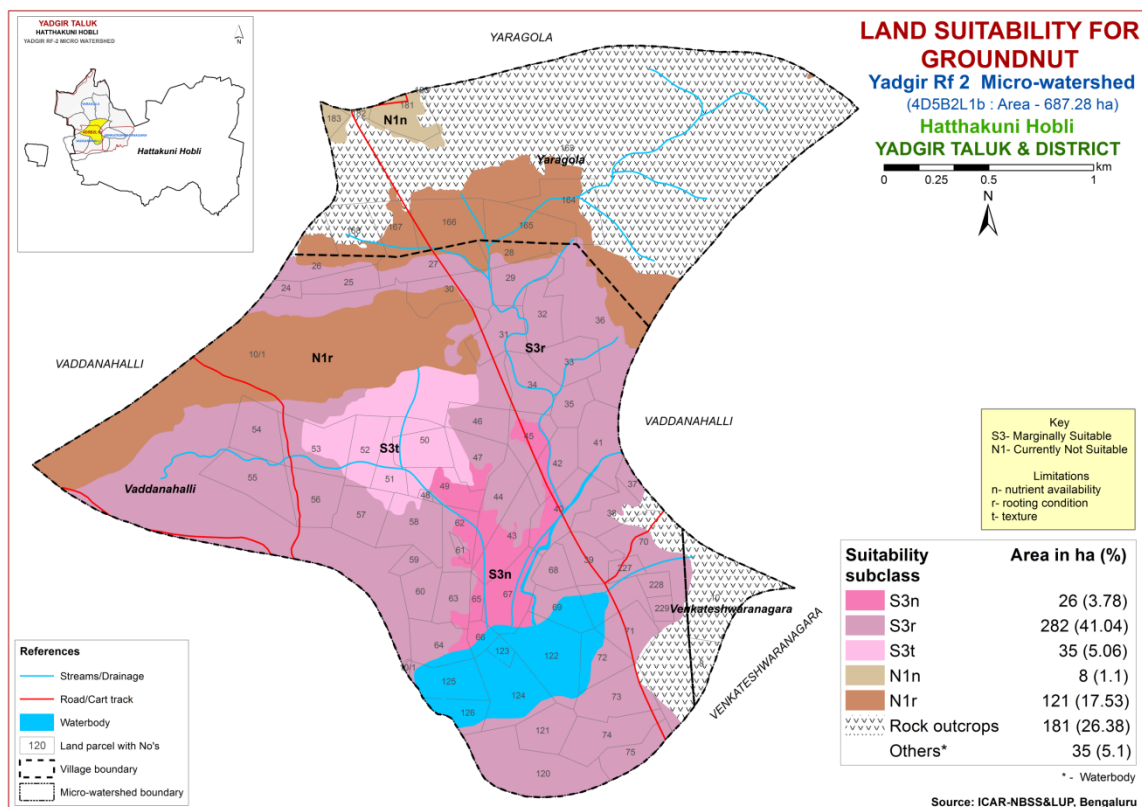 YADGIR TALUK
HATTHAKUNI HOBLI
YADGIR RF-2 MICRO WATERSHED
N
Hattakuni Hobli
LAND SUITABILITY FOR
GROUNDNUT
Yadgir Rf 2 Micro-watershed
(4D5B2L1b : Area - 687.28 ha)
Hatthakuni Hobli
YADGIR TALUK & DISTRICT
km
0 0.25 0.5 1
N
YARAGOLA
181
183
N1n
Yaragola
164
166
165
167
168
28
26
27
29
25
24
30
32
36
31
S3r
10/1
N1r
33
34
35
VADDANAHALLI
VADDANAHALLI
46
45
54
50
53
52
S3t
41
47
42
51
55
Vaddanahalli
49
48
44
37
56
57
58
62
43
38
70
61
59
39
68
227
S3n
228
60
63
65
67
69
229
Venkateshwaranagara
VENKATESHWARANAGARA
66
64
71
123
122
72
10/1
125
124
126
73
121
74
75
120
Key
S3- Marginally Suitable
N1- Currently Not Suitable
Limitations
n- nutrient availability
r- rooting condition
t- texture
Suitability subclass Area in ha (%)
S3n 26 (3.78)
S3r 282 (41.04)
S3t 35 (5.06)
N1n 8 (1.1)
N1r 121 (17.53)
Rock outcrops 181 (26.38)
Others* 35 (5.1)
* - Waterbody
Source: ICAR-NBSS&LUP, Bengaluru
References
Streams/Drainage
Road/Cart track
Waterbody
120 Land parcel with No's
Village boundary
Micro-watershed boundary